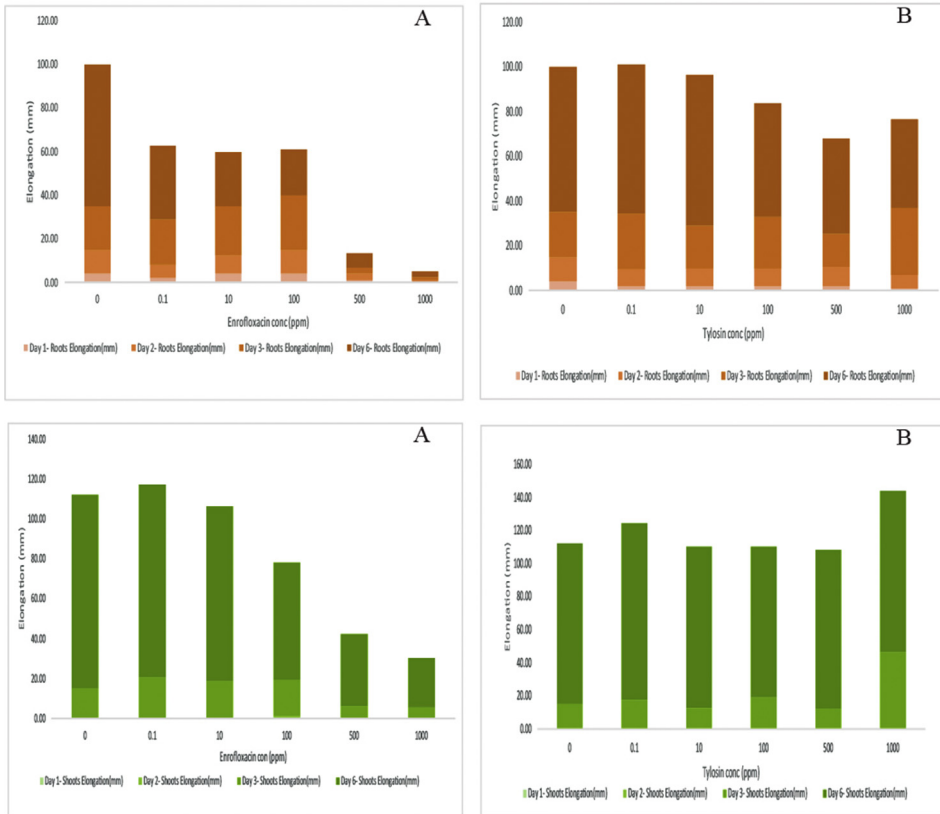 A
120.00
100.00
80.00
60.00
40.00
20.00
0.00
Elongation (mm)
0 0.1 10 100 500 1000
Enrofloxacin conc (ppm)
Day 1- Roots Elongation(mm) Day 2- Roots Elongation(mm) Day 3- Roots Elongation(mm) Day 6- Roots Elongation(mm)
B
120.00
100.00
80.00
60.00
40.00
20.00
0.00
Elongation (mm)
0 0.1 10 100 500 1000
Tylosin conc (ppm)
Day 1- Roots Elongation(mm) Day 2- Roots Elongation(mm) Day 3- Roots Elongation(mm) Day 6- Roots Elongation(mm)
A
140.00
120.00
100.00
80.00
60.00
40.00
20.00
0.00
Elongation (mm)
0 0.1 10 100 500 1000
Enrofloxacin con (ppm)
Day 1- Shoots Elongation(mm) Day 2- Shoots Elongation(mm) Day 3- Shoots Elongation(mm) Day 6- Shoots Elongation(mm)
B
160.00
140.00
120.00
100.00
80.00
60.00
40.00
20.00
0.00
Elongation (mm)
0 0.1 10 100 500 1000
Tylosin conc (ppm)
Day 1- Shoots Elongation(mm) Day 2- Shoots Elongation(mm) Day 3- Shoots Elongation(mm) Day 6- Shoots Elongation(mm)